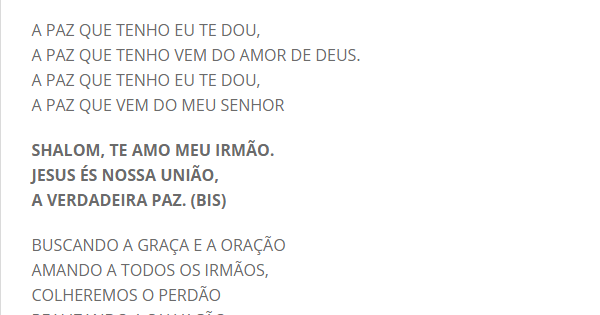 A PAZ QUE TENHO EU TE DOU,
A PAZ QUE TENHO VEM DO AMOR DE DEUS.
A PAZ QUE TENHO EU TE DOU,
A PAZ QUE VEM DO MEU SENHOR
SHALOM, TE AMO MEU IRMÃO.
JESUS ÉS NOSSA UNIÃO,
A VERDADEIRA PAZ. (BIS)
BUSCANDO A GRAÇA E A ORAÇÃO
AMANDO A TODOS OS IRMÃOS,
COLHEREMOS O PERDÃO